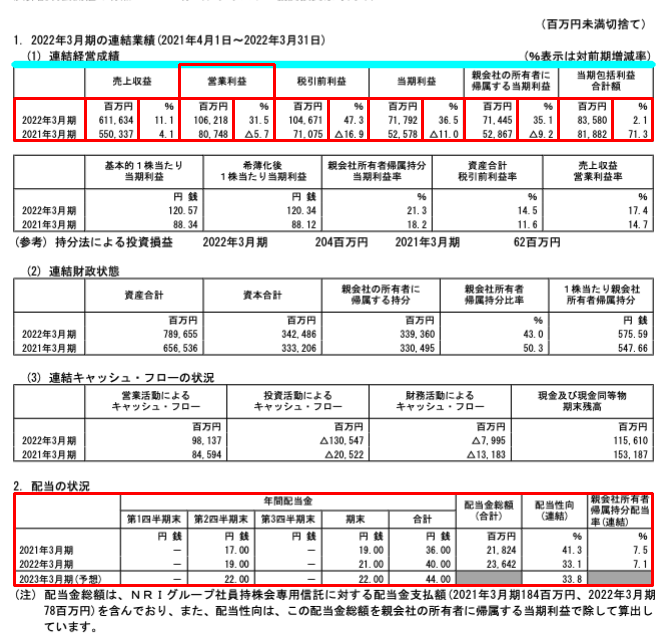 (百万円未満切捨て)
1. 2022年3月期の連結業績(2021年4月1日~2022年3月31日)
(1) 連結経営成績 (%表示は対前期増減率)
売上収益 営業利益 税引前利益 当期利益 親会社の所有者に帰属する当期利益 当期包括利益合計額
百万円 % 百万円 % 百万円 % 百万円 % 百万円 % 百万円 %
2022年3月期 611,634 11.1 106,218 31.5 104,671 47.3 71,792 36.5 71,445 35.1 83,580 2.1
2021年3月期 550,337 4.1 80,748 △5.7 71,075 △16.9 52,578 △11.0 52,867 △9.2 81,882 71.3
基本的1株当たり当期利益 希薄化後1株当たり当期利益 親会社所有者帰属持分当期利益率 資産合計税引前利益率 売上収益営業利益率
円 銭 円 銭 % % %
2022年3月期 120.57 120.34 21.3 14.5 17.4
2021年3月期 88.34 88.12 18.2 11.6 14.7
(参考) 持分法による投資損益 2022年3月期 204百万円 2021年3月期 62百万円
(2) 連結財政状態
資産合計 資本合計 親会社の所有者に帰属する持分 親会社所有者帰属持分比率 1株当たり親会社所有者帰属持分
百万円 百万円 百万円 % 円 銭
2022年3月期 789,655 342,486 339,360 43.0 575.59
2021年3月期 656,536 333,206 330,495 50.3 547.66
(3) 連結キャッシュ・フローの状況
営業活動によるキャッシュ・フロー 投資活動によるキャッシュ・フロー 財務活動によるキャッシュ・フロー 現金及び現金同等物期末残高
百万円 百万円 百万円 百万円
2022年3月期 98,137 △130,547 △7,995 115,610
2021年3月期 84,594 △20,522 △13,183 153,187
2. 配当の状況
年間配当金 配当金総額(合計) 配当性向(連結) 親会社所有者帰属持分配当率(連結)
第1四半期末 第2四半期末 第3四半期末 期末 合計
円 銭 円 銭 円 銭 円 銭 円 銭 百万円 % %
2021年3月期 - 17.00 - 19.00 36.00 21,824 41.3 7.5
2022年3月期 - 19.00 - 21.00 40.00 23,642 33.1 7.1
2023年3月期(予想) - 22.00 - 22.00 44.00 33.8
(注) 配当金総額は、NRIグループ社員持株会専用信託に対する配当金支払額(2021年3月期184百万円、2022年3月期
78百万円)を含んでおり、また、配当性向は、この配当金総額を親会社の所有者に帰属する当期利益で除して算出し
ています。